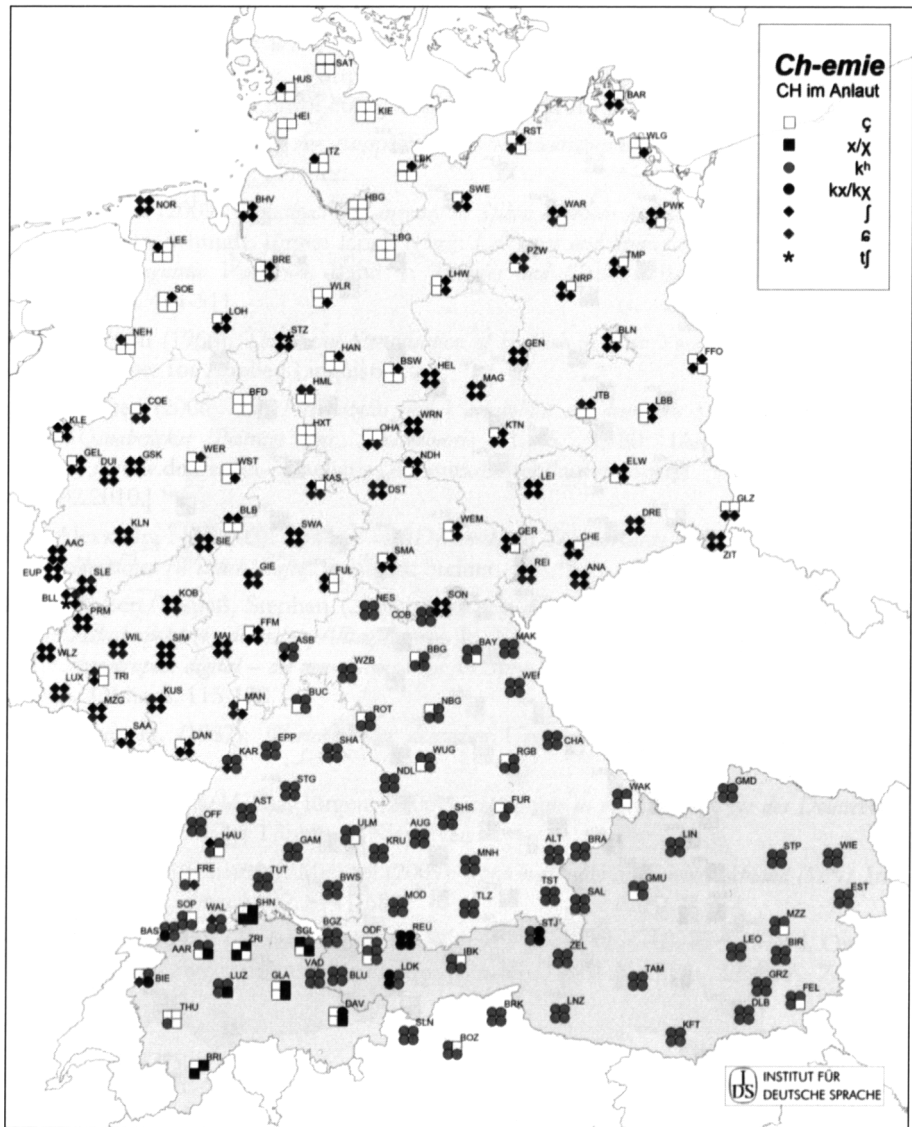 Ch-emie
CH im Anlaut
ç
x/χ
kʰ
kx/kχ
ʃ
ɕ
tʃ
SAT
HUS
KIE
HEI
BAR
RST
WLG
ITZ
LBK
SWE
NOR
BHV
HBG
WAR
PWK
LEE
LBG
BRE
PZW
TMP
LHW
NRP
SOE
WLR
LOH
NEH
STZ
HAN
BLN
GEN
FFO
BSW
HEL
MAG
HML
BFD
COE
JTB
LBB
KLE
HXT
OHA
WRN
KTN
GEL
DUI
GSK
WER
WST
NDH
ELW
KAS
DST
LEI
GLZ
KLN
BLB
SIE
SWA
WEM
GER
CHE
DRE
ZIT
AAC
EUP
SLE
SMA
GIE
FUL
REI
ANA
BLL
PRM
KOB
NES
COB
SON
WLZ
WIL
SIM
MAI
FFM
ASB
BBG
BAY
MAK
WZB
LUX
TRI
WEI
MZG
KUS
MAN
BUC
ROT
NBG
SAA
DAN
KAR
EPP
SHA
WUG
RGB
CHA
STG
NDL
WAK
GMD
OFF
AST
SHS
FUR
HAU
GAM
ULM
KRU
AUG
MNH
ALT
BRA
LIN
STP
WIE
FRE
TUT
BWS
MOD
TLZ
TST
SAL
GMU
EST
SOP
WAL
SHN
BAS
AAR
ZRI
SGL
BGZ
ODF
REU
IBK
STJ
ZEL
MZZ
LEO
BIR
BIE
LUZ
GLA
VAD
BLU
LDK
TAM
GRZ
FEL
THU
DAV
SLN
BRK
LNZ
DLB
KFT
BOZ
BRI
IDS
INSTITUT FÜR
DEUTSCHE SPRACHE